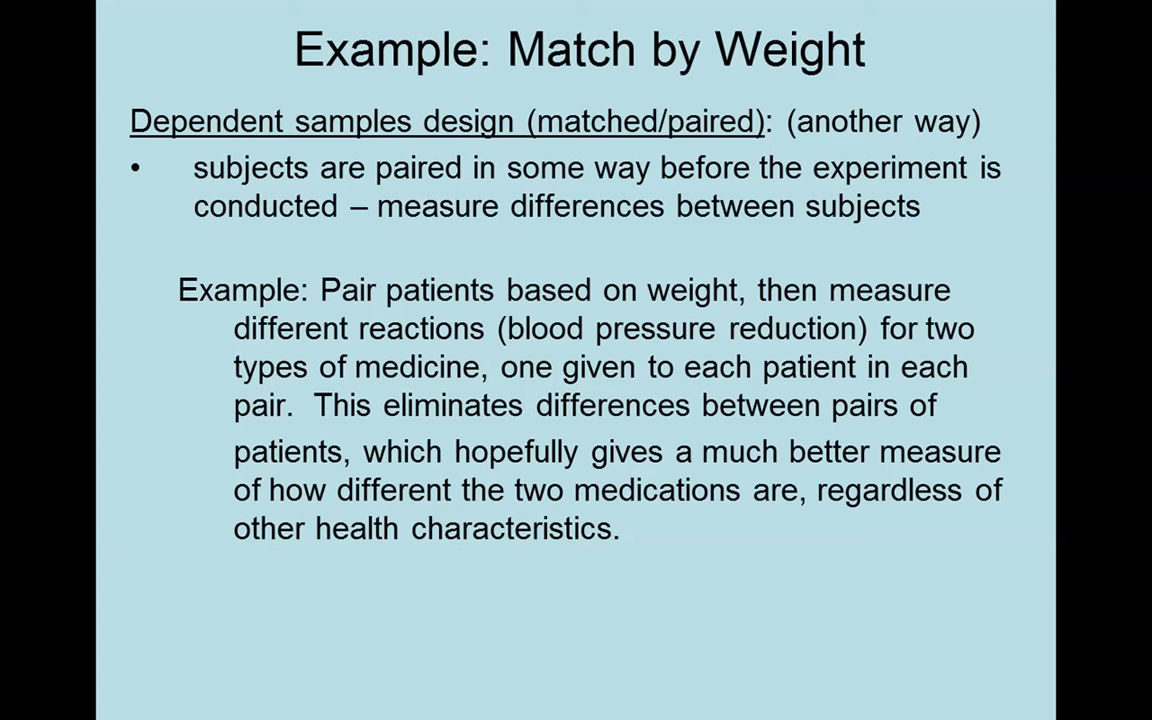 Example: Match by Weight
Dependent samples design (matched/paired): (another way)
• subjects are paired in some way before the experiment is
conducted – measure differences between subjects
Example: Pair patients based on weight, then measure
different reactions (blood pressure reduction) for two
types of medicine, one given to each patient in each
pair. This eliminates differences between pairs of
patients, which hopefully gives a much better measure
of how different the two medications are, regardless of
other health characteristics.